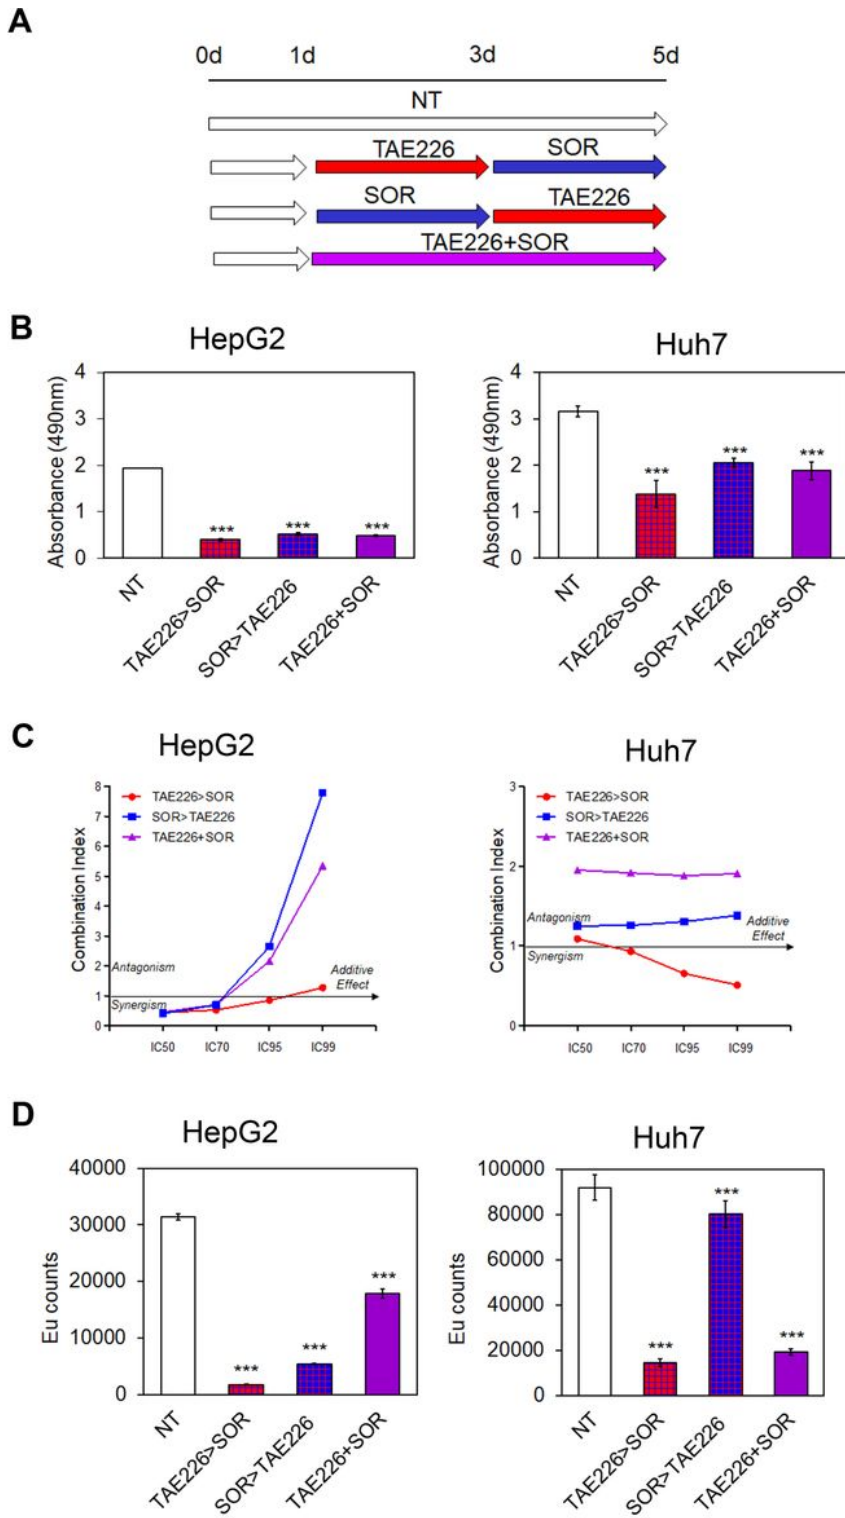 A
0d 1d 3d 5d
NT
TAE226 SOR
SOR TAE226
TAE226+SOR
B
HepG2
Absorbance (490nm)
4
3
2
1
0
***
***
***
NT
TAE226>SOR
SOR>TAE226
TAE226+SOR
Huh7
Absorbance (490nm)
4
3
2
1
0
***
***
***
NT
TAE226>SOR
SOR>TAE226
TAE226+SOR
C
HepG2
Combination Index
8
7
6
5
4
3
2
1
0
TAE226>SOR
SOR>TAE226
TAE226+SOR
Antagonism
Synergism
Additive
Effect
IC50 IC70 IC95 IC99
Huh7
Combination Index
3
2
1
0
TAE226>SOR
SOR>TAE226
TAE226+SOR
Antagonism
Synergism
Additive
Effect
IC50 IC70 IC95 IC99
D
HepG2
Eu counts
40000
30000
20000
10000
0
***
***
***
NT
TAE226>SOR
SOR>TAE226
TAE226+SOR
Huh7
Eu counts
100000
80000
60000
40000
20000
0
***
***
***
NT
TAE226>SOR
SOR>TAE226
TAE226+SOR